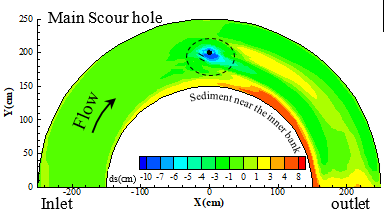 Main Scour hole
250
200
150
100
50
0
Y(cm)
Flow
Sediment near the inner bank
ds(cm)
-10 -7 -6 -5 -4 -3 -1 0 1 3 4 8
-200 -100 0 100 200
X(cm)
Inlet
outlet